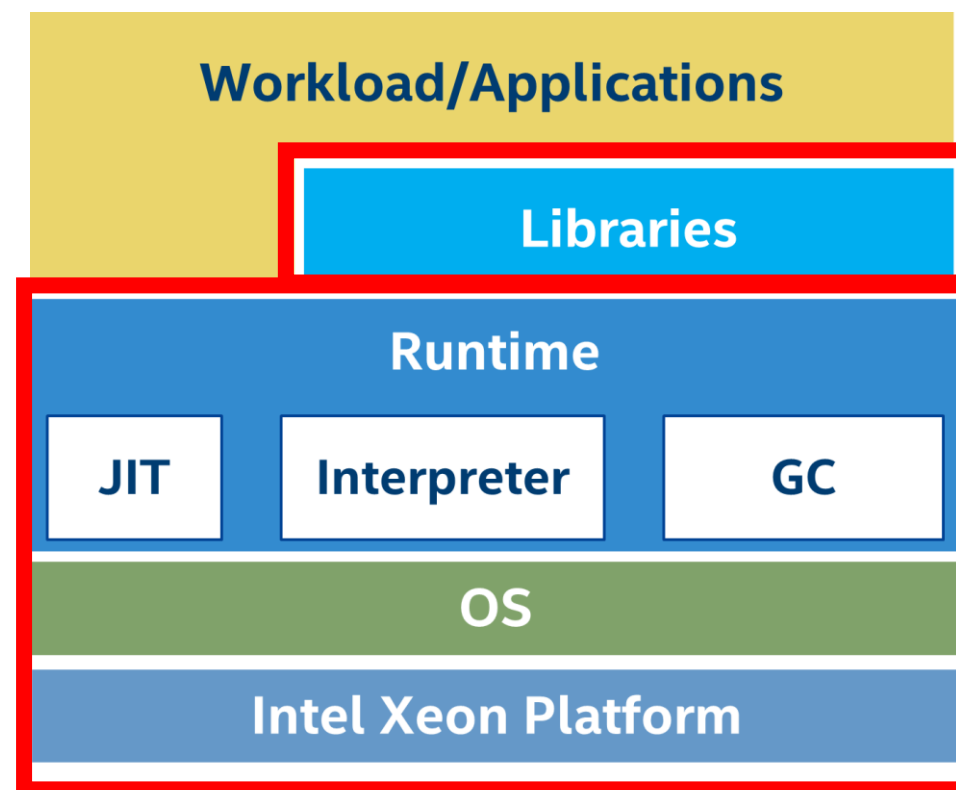 Workload/Applications
Libraries
Runtime
JIT
Interpreter
GC
OS
Intel Xeon Platform